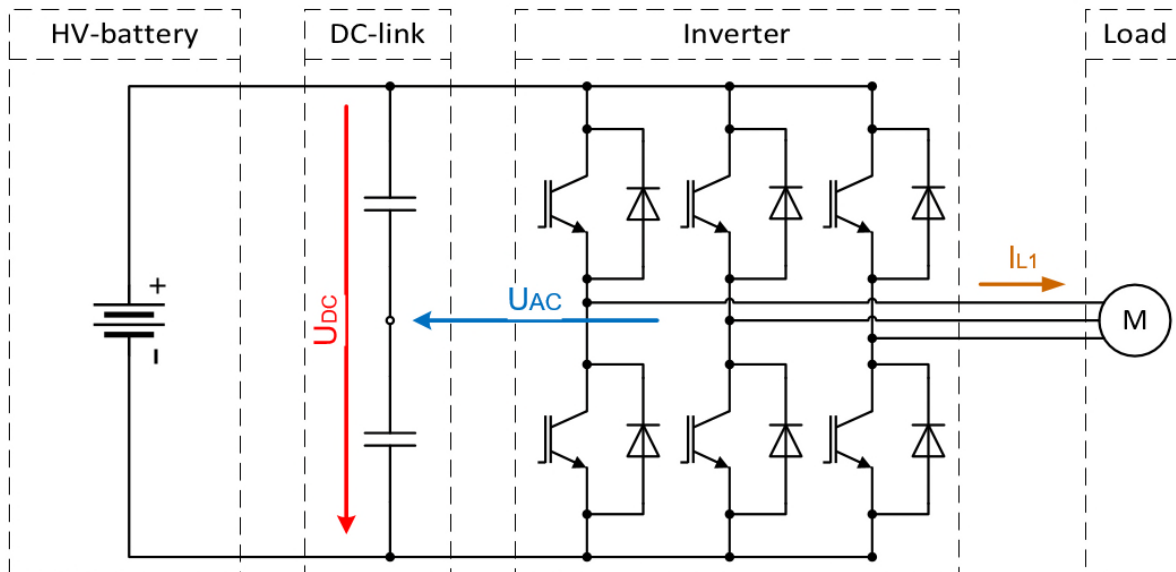 HV-battery
DC-link
Inverter
Load
+
-
UDC
UAC
IL1
M